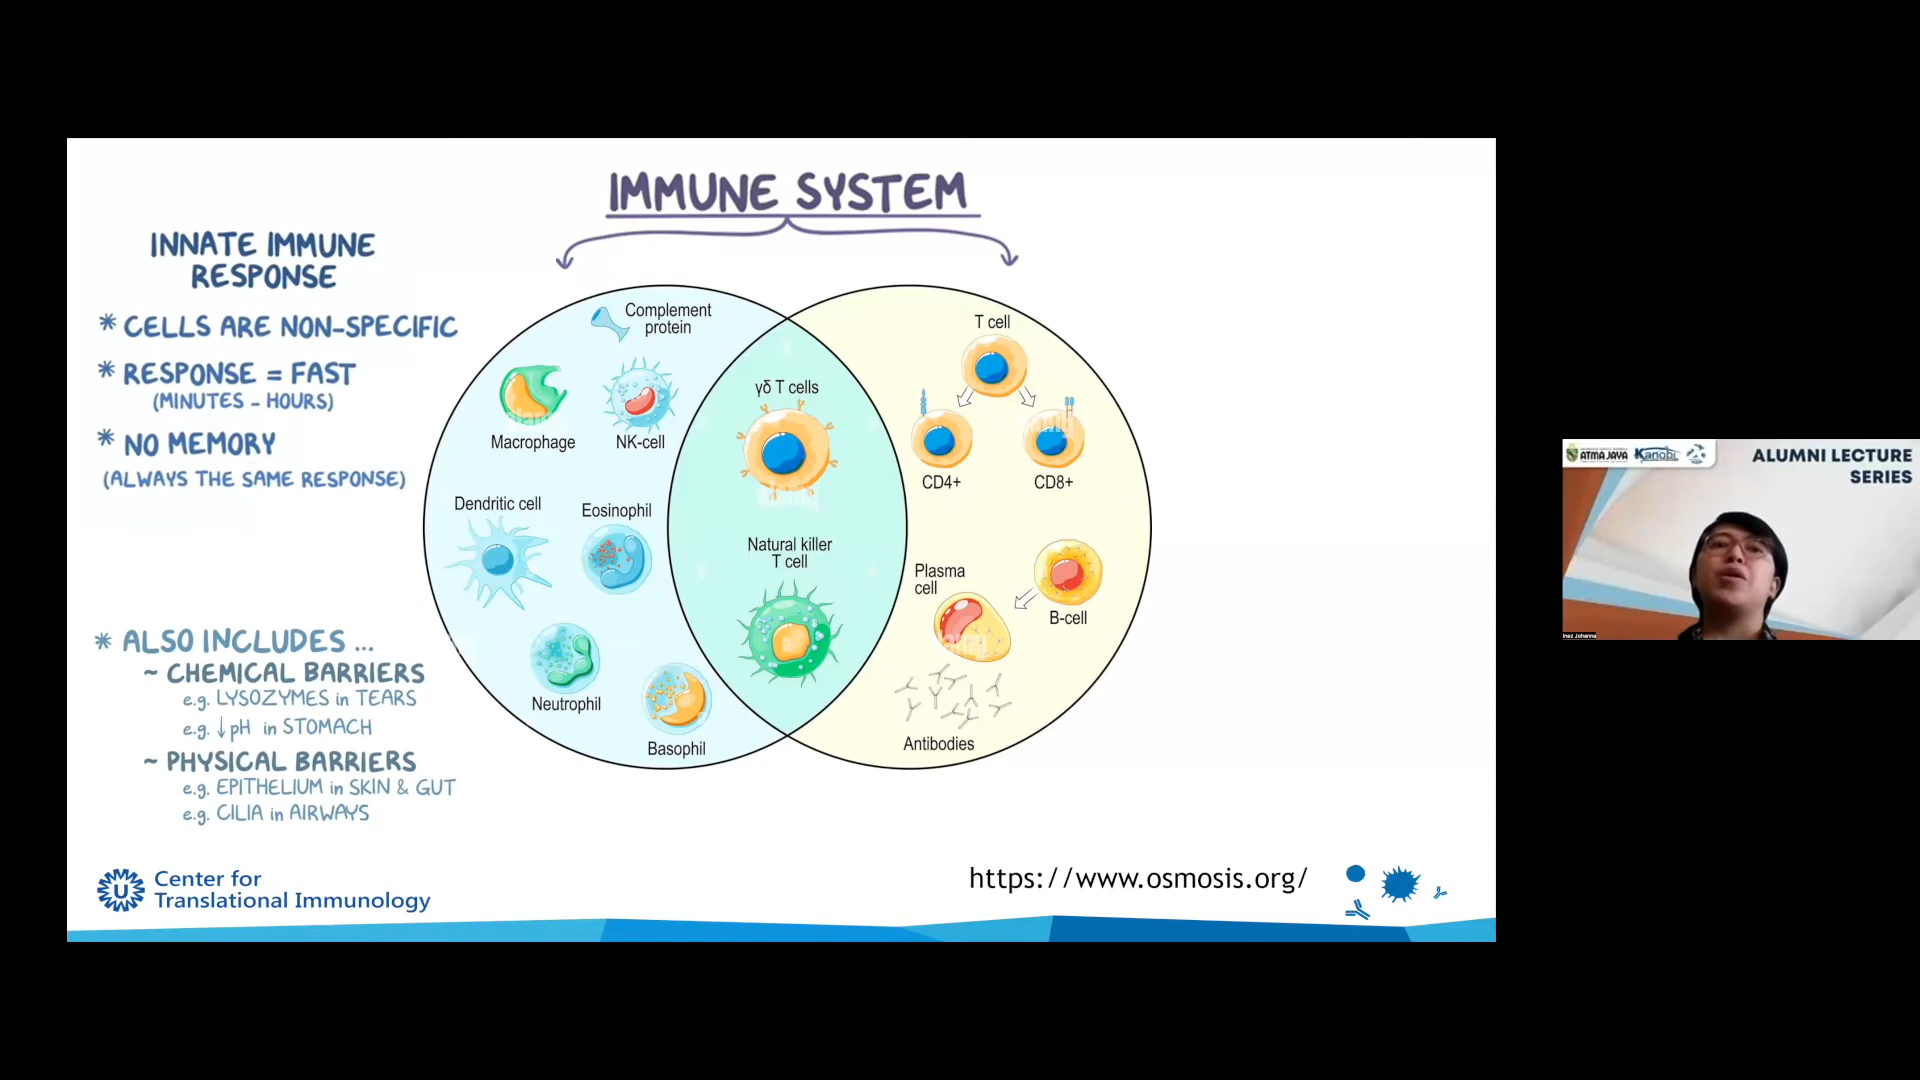 IMMUNE SYSTEM
INNATE IMMUNE
RESPONSE
* CELLS ARE NON-SPECIFIC
* RESPONSE = FAST
(MINUTES - HOURS)
* NO MEMORY
(ALWAYS THE SAME RESPONSE)
* ALSO INCLUDES ...
~ CHEMICAL BARRIERS
e.g. LYSOZYMES in TEARS
e.g. ↓pH in STOMACH
~ PHYSICAL BARRIERS
e.g. EPITHELIUM in SKIN & GUT
e.g. CILIA in AIRWAYS
Complement
protein
Macrophage
NK-cell
Dendritic cell
Eosinophil
Neutrophil
Basophil
γδ T cells
Natural killer
T cell
T cell
CD4+
CD8+
Plasma
cell
B-cell
Antibodies
U
Center for
Translational Immunology
https://www.osmosis.org/
ATMA JAYA
Kanobi
ALUMNI LECTURE
SERIES
Inez Johanna